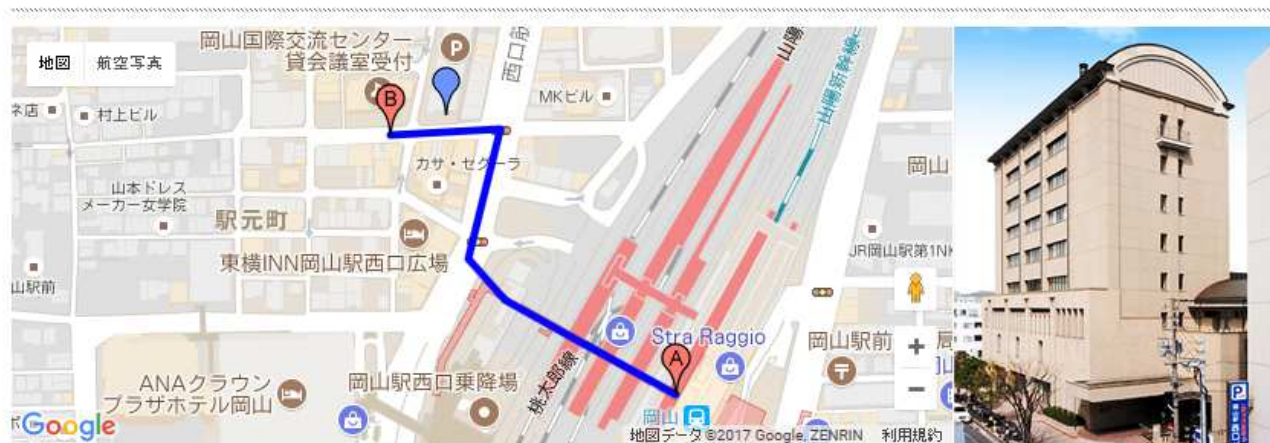 地図 航空写真
岡山国際交流センター
貸会議室受付
P
西口筋
山陽
B
MKビル
ネ店
村上ビル
カサ・セグーラ
岡山
山本ドレス
メーカー女学院
駅元町
東横INN岡山駅西口広場
JR岡山駅第1NK
山駅前
Stra Raggio
岡山駅前
局
A
桃太郎線
ANAクラウン
プラザホテル岡山
岡山駅西口乗降場
岡山
Google
地図データ ©2017 Google, ZENRIN 利用規約
P